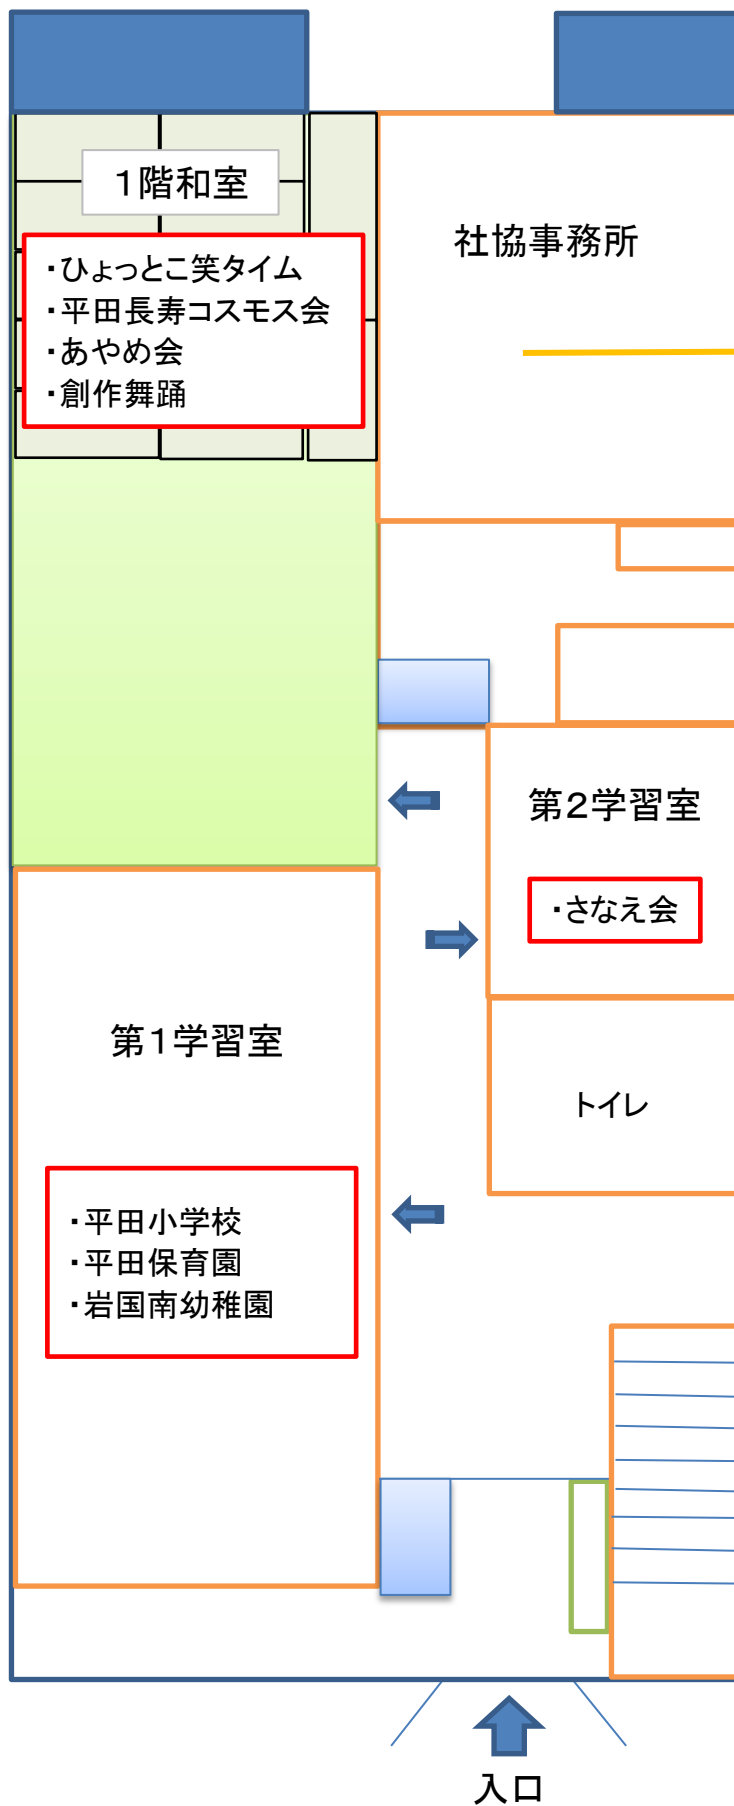 1階和室
・ひょっとこ笑タイム
・平田長寿コスモス会
・あやめ会
・創作舞踊
社協事務所
第2学習室
・さなえ会
第1学習室
トイレ
・平田小学校
・平田保育園
・岩国南幼稚園
入口